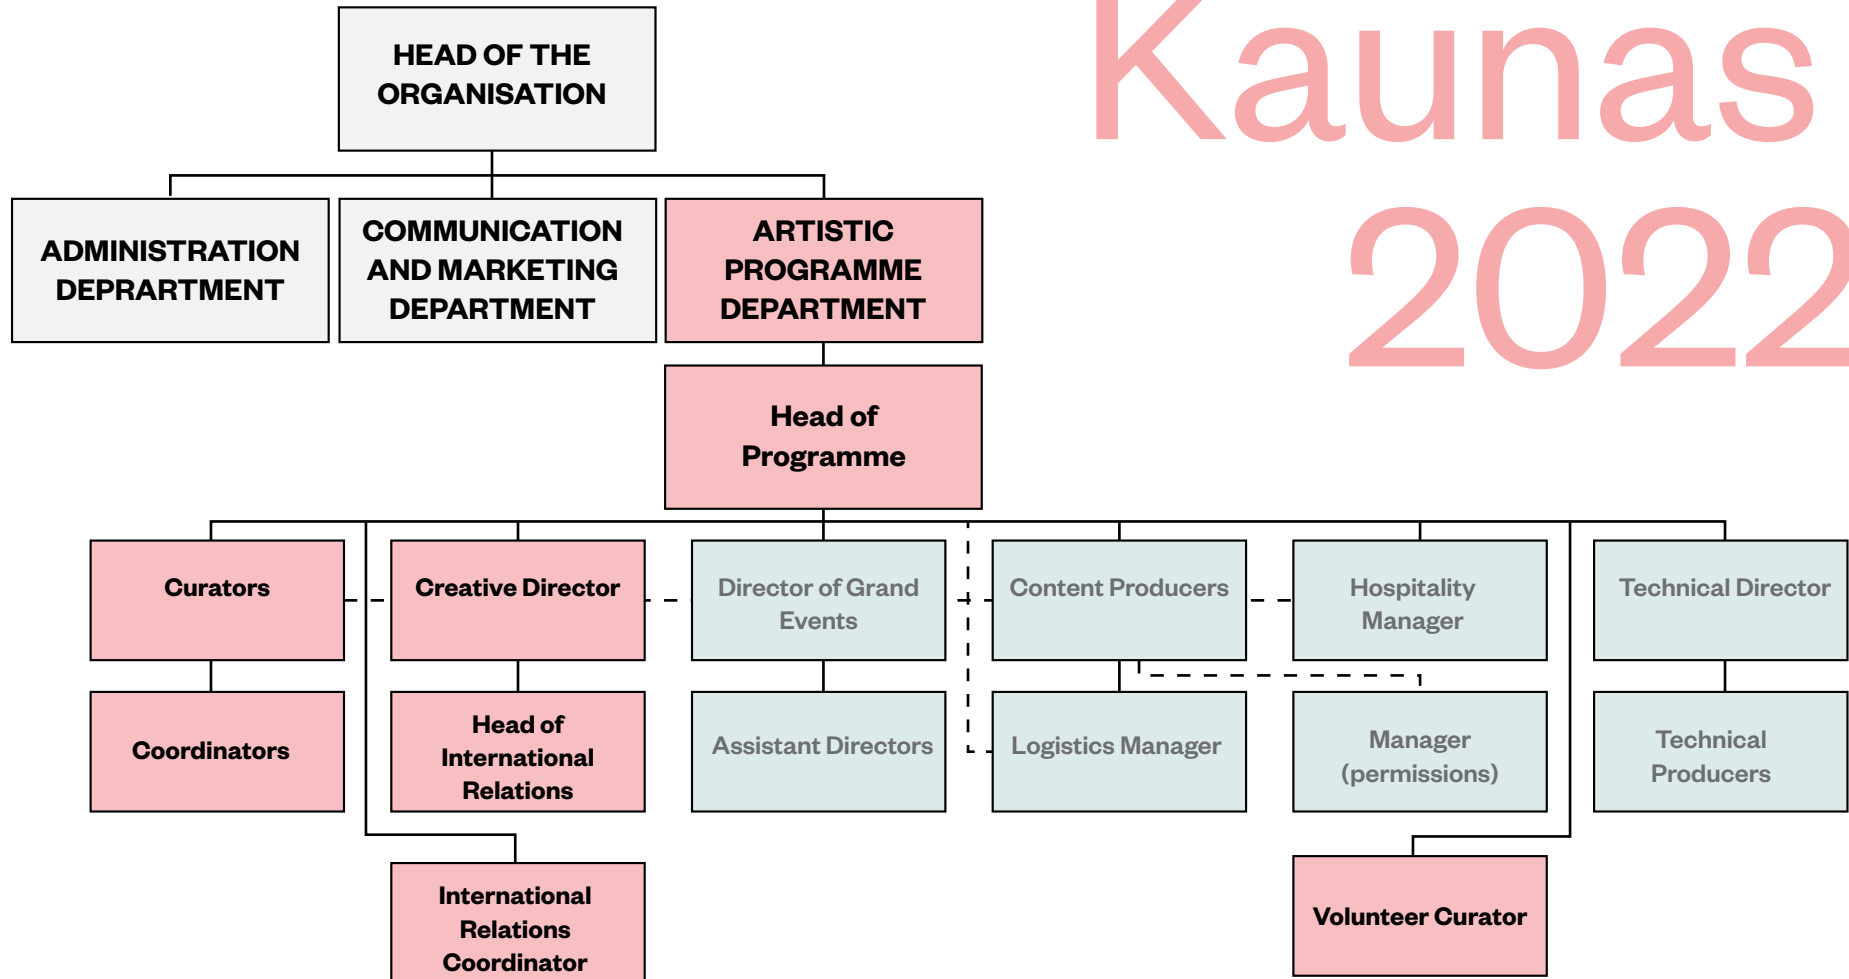 Kaunas
2022
HEAD OF THE
ORGANISATION
ADMINISTRATION
DEPRARTMENT
COMMUNICATION
AND MARKETING
DEPARTMENT
ARTISTIC
PROGRAMME
DEPARTMENT
Head of
Programme
Curators
Creative Director
Director of Grand
Events
Content Producers
Hospitality
Manager
Technical Director
Coordinators
Head of
International
Relations
Assistant Directors
Logistics Manager
Manager
(permissions)
Technical
Producers
International
Relations
Coordinator
Volunteer Curator